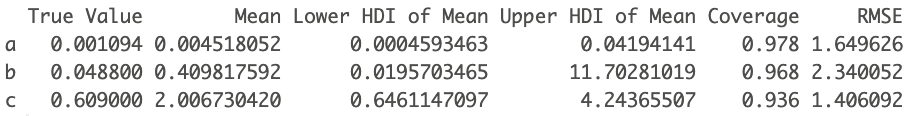 True Value Mean Lower HDI of Mean Upper HDI of Mean Coverage RMSE
a 0.001094 0.004518052 0.0004593463 0.04194141 0.978 1.649626
b 0.048800 0.409817592 0.0195703465 11.70281019 0.968 2.340052
c 0.609000 2.006730420 0.6461147097 4.24365507 0.936 1.406092